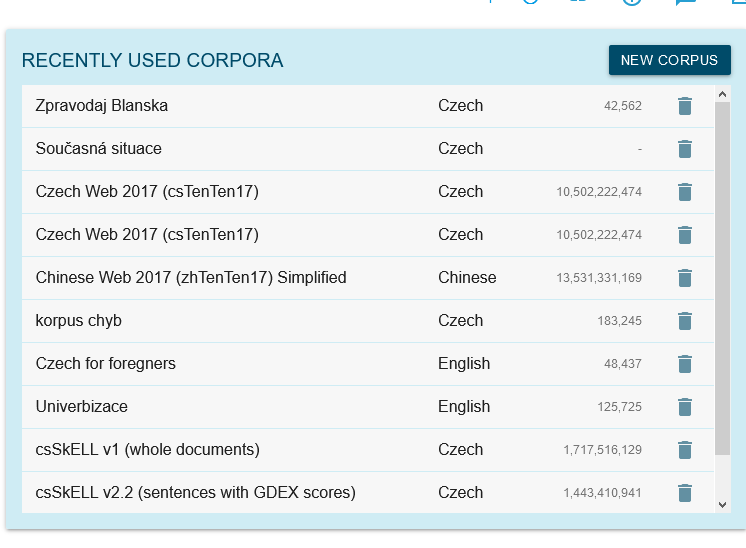 RECENTLY USED CORPORA NEW CORPUS
Zpravodaj Blanska Czech 42,562
Současná situace Czech -
Czech Web 2017 (csTenTen17) Czech 10,502,222,474
Czech Web 2017 (csTenTen17) Czech 10,502,222,474
Chinese Web 2017 (zhTenTen17) Simplified Chinese 13,531,331,169
korpus chyb Czech 183,245
Czech for foregners English 48,437
Univerbizace English 125,725
csSkELL v1 (whole documents) Czech 1,717,516,129
csSkELL v2.2 (sentences with GDEX scores) Czech 1,443,410,941